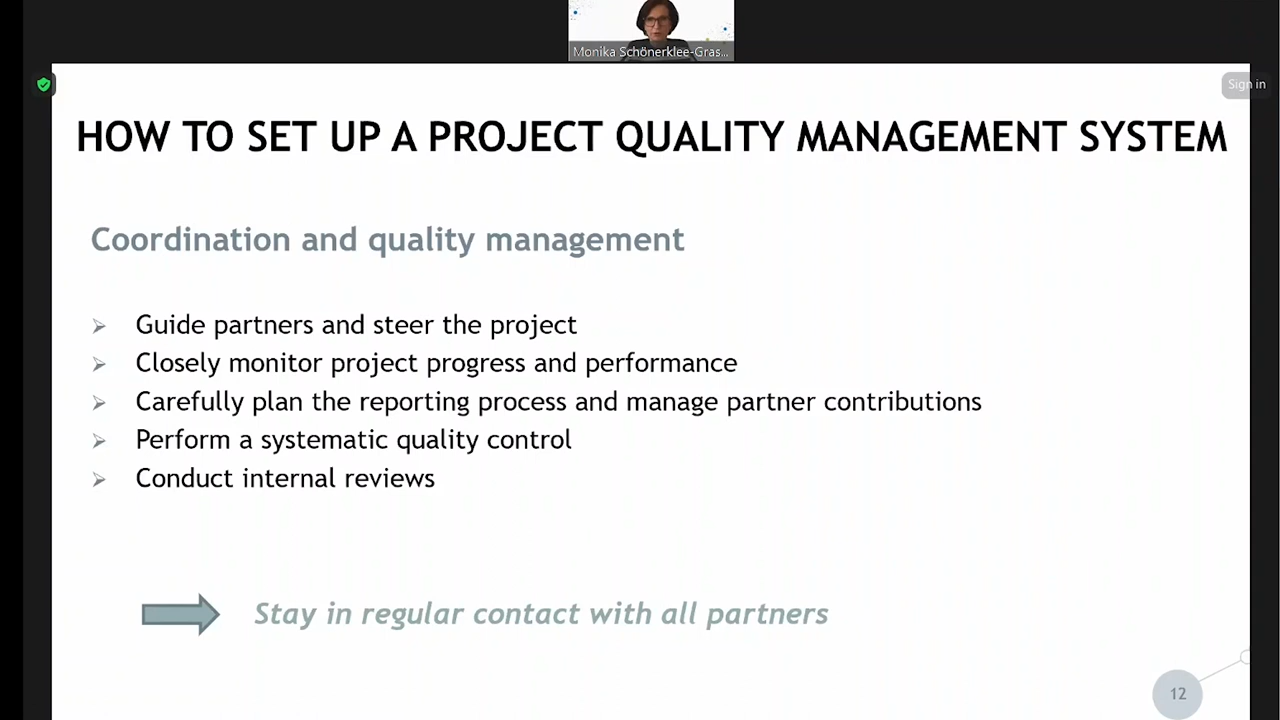 Monika Schönerklee-Gras...
Sign in
HOW TO SET UP A PROJECT QUALITY MANAGEMENT SYSTEM
Coordination and quality management
Guide partners and steer the project
Closely monitor project progress and performance
Carefully plan the reporting process and manage partner contributions
Perform a systematic quality control
Conduct internal reviews
Stay in regular contact with all partners
12